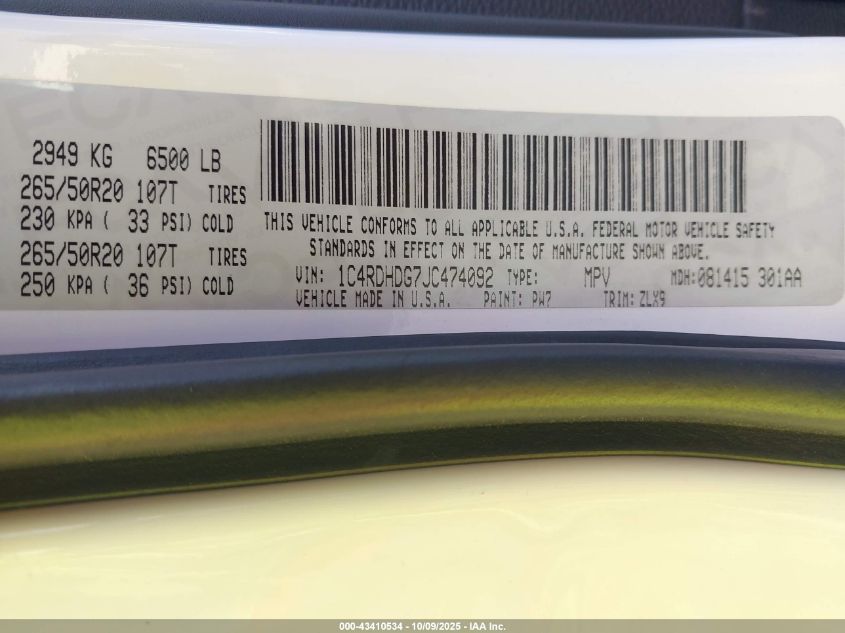 2949 KG 6500 LB
265/50R20 107T TIRES
230 KPA ( 33 PSI) COLD
265/50R20 107T TIRES
250 KPA ( 36 PSI) COLD
THIS VEHICLE CONFORMS TO ALL APPLICABLE U.S.A. FEDERAL MOTOR VEHICLE SAFETY
STANDARDS IN EFFECT ON THE DATE OF MANUFACTURE SHOWN ABOVE.
VIN: 1C4RDHDG7JC474092 TYPE: MPV MDH:081415 301AA
VEHICLE MADE IN U.S.A. PAINT: PW7 TRIM: ZLX9
000-43410534 - 10/09/2025 - IAA Inc.